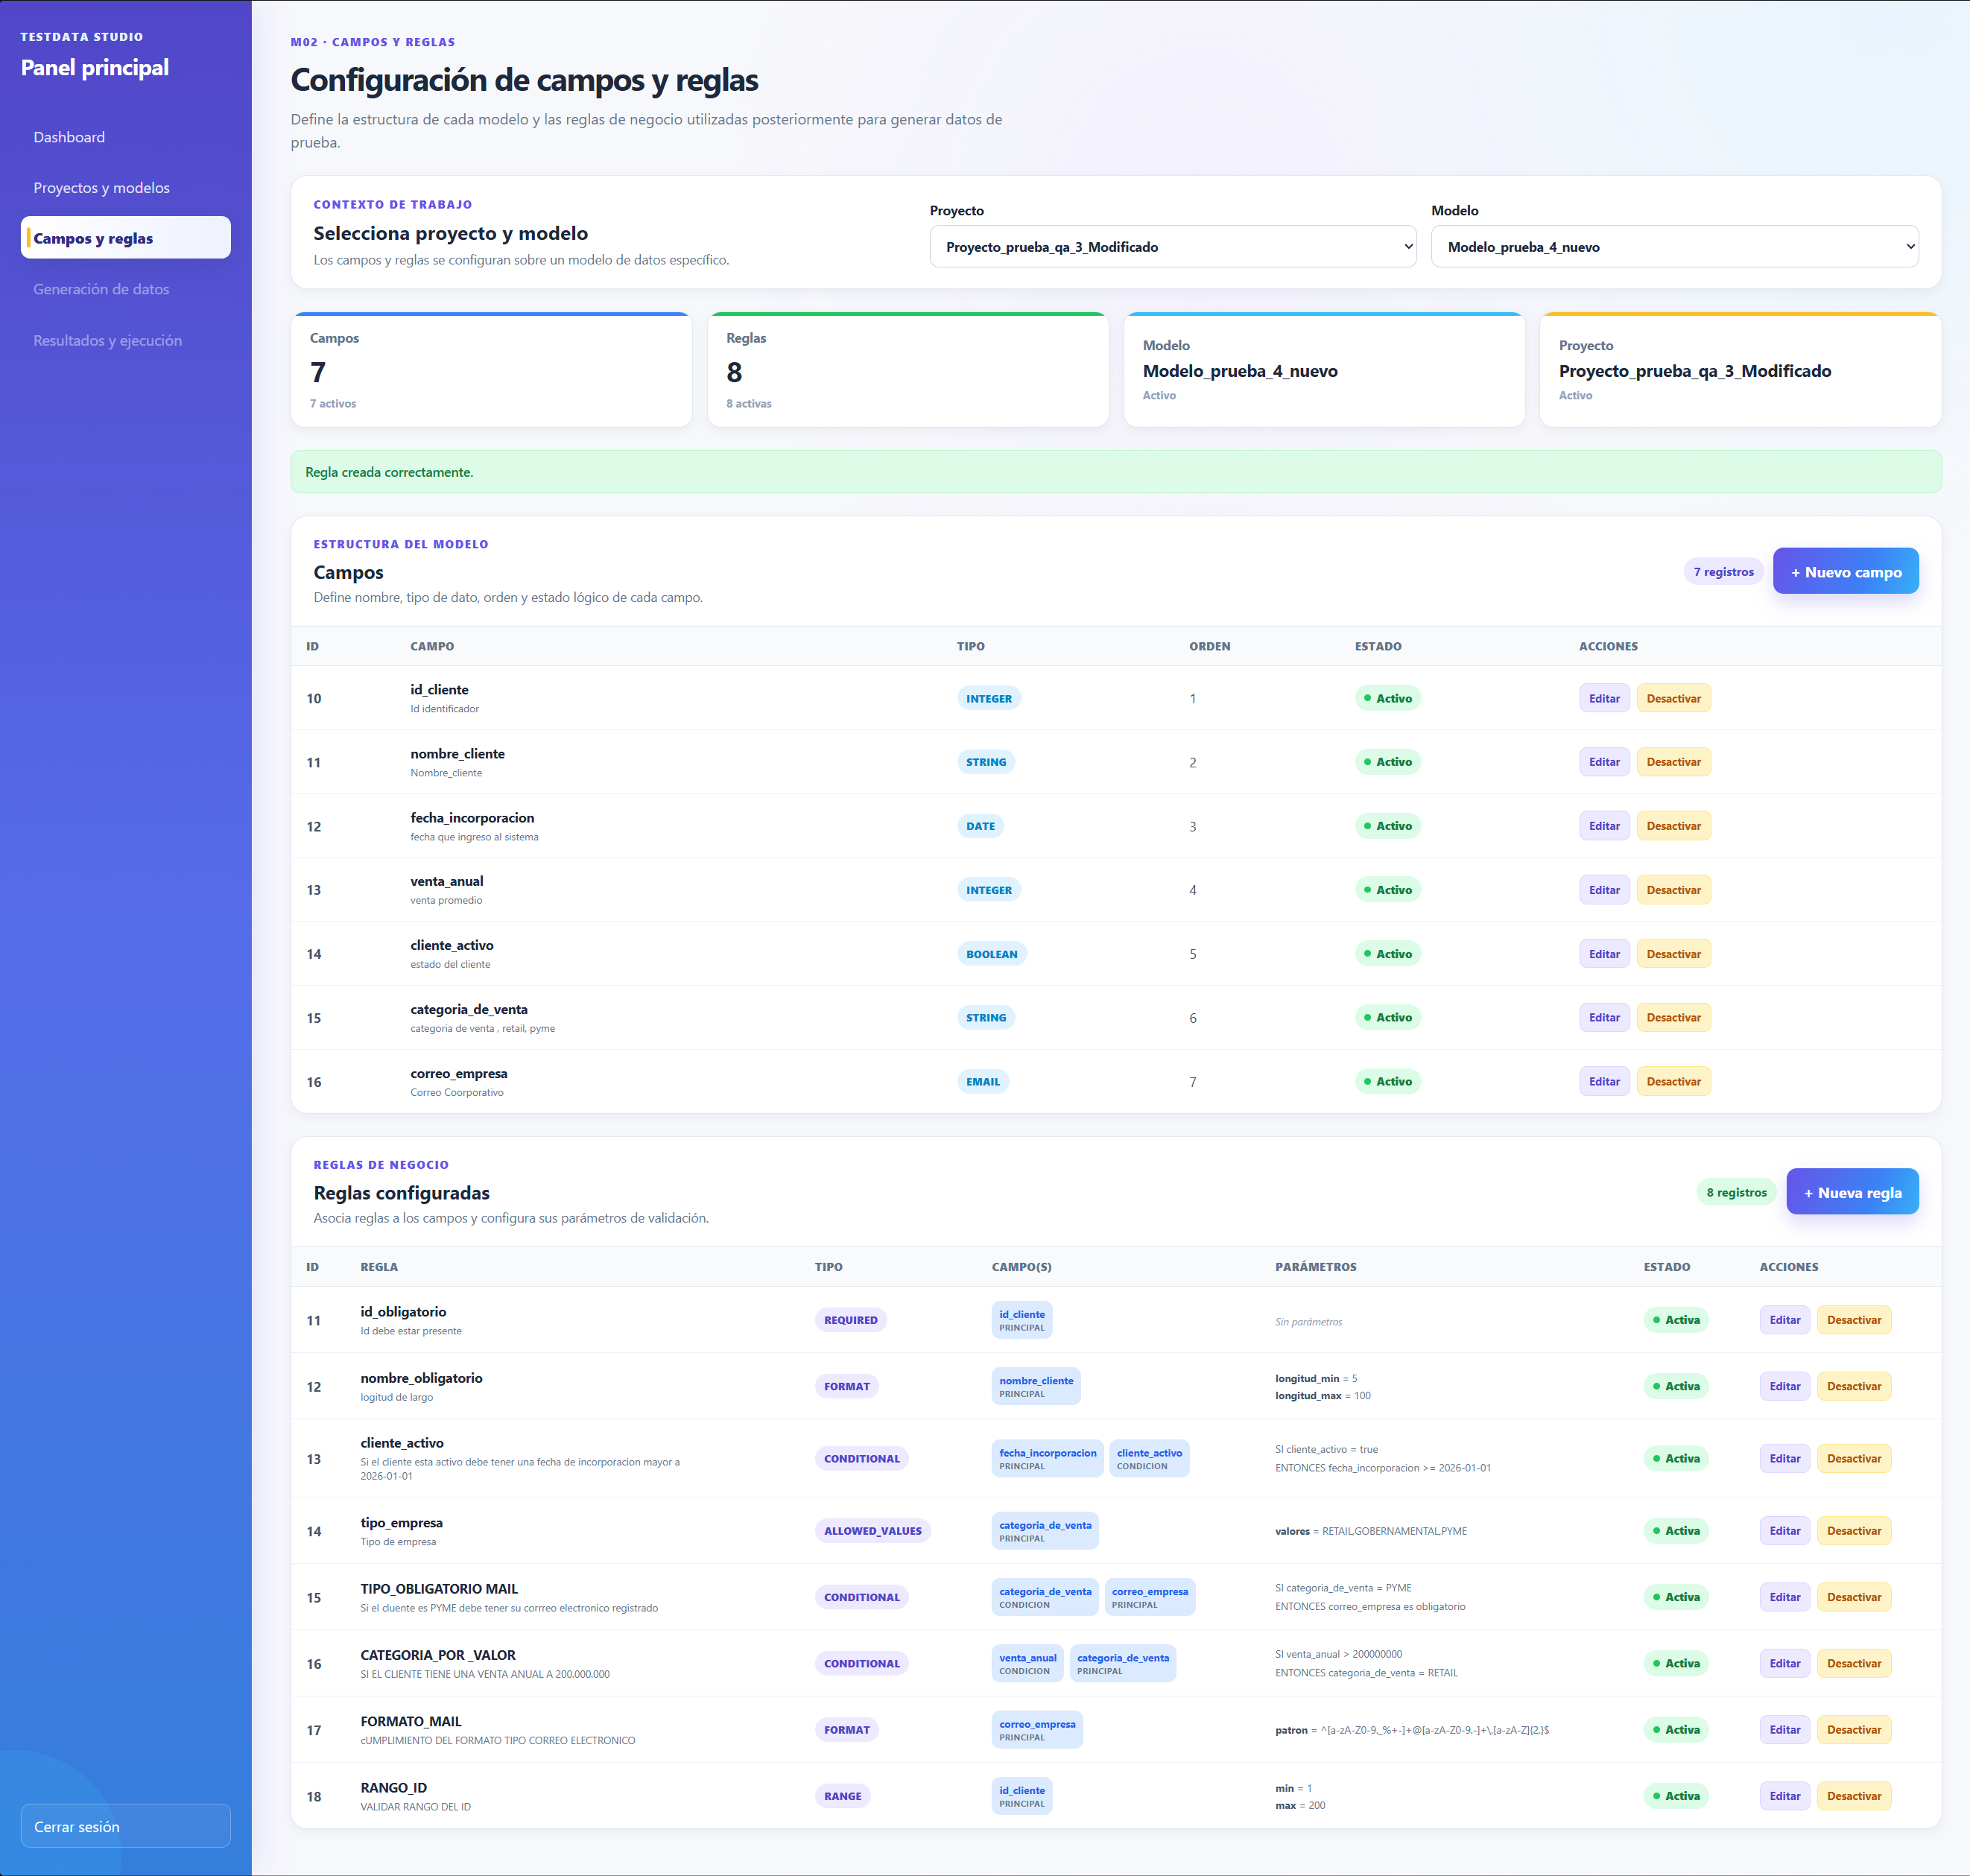 TESTDATA STUDIO
Panel principal
Dashboard
Proyectos y modelos
Campos y reglas
Generación de datos
Resultados y ejecución
Cerrar sesión
M02 · CAMPOS Y REGLAS
Configuración de campos y reglas
Define la estructura de cada modelo y las reglas de negocio utilizadas posteriormente para generar datos de
prueba.
CONTEXTO DE TRABAJO
Selecciona proyecto y modelo
Los campos y reglas se configuran sobre un modelo de datos específico.
Proyecto
Proyecto_prueba_qa_3_Modificado
Modelo
Modelo_prueba_4_nuevo
Campos
7
7 activos
Reglas
8
8 activas
Modelo
Modelo_prueba_4_nuevo
Activo
Proyecto
Proyecto_prueba_qa_3_Modificado
Activo
Regla creada correctamente.
ESTRUCTURA DEL MODELO
Campos
Define nombre, tipo de dato, orden y estado lógico de cada campo.
7 registros
+ Nuevo campo
ID CAMPO TIPO ORDEN ESTADO ACCIONES
10 id_cliente INTEGER 1 Activo Editar Desactivar
Id identificador
11 nombre_cliente STRING 2 Activo Editar Desactivar
Nombre_cliente
12 fecha_incorporacion DATE 3 Activo Editar Desactivar
fecha que ingreso al sistema
13 venta_anual INTEGER 4 Activo Editar Desactivar
venta promedio
14 cliente_activo BOOLEAN 5 Activo Editar Desactivar
estado del cliente
15 categoria_de_venta STRING 6 Activo Editar Desactivar
categoria de venta , retail, pyme
16 correo_empresa EMAIL 7 Activo Editar Desactivar
Correo Coorporativo
REGLAS DE NEGOCIO
Reglas configuradas
Asocia reglas a los campos y configura sus parámetros de validación.
8 registros
+ Nueva regla
ID REGLA TIPO CAMPO(S) PARÁMETROS ESTADO ACCIONES
11 id_obligatorio REQUIRED id_cliente Sin parámetros Activa Editar Desactivar
Id debe estar presente PRINCIPAL
12 nombre_obligatorio FORMAT nombre_cliente longitud_min = 5 Activa Editar Desactivar
logitud de largo PRINCIPAL longitud_max = 100
13 cliente_activo CONDITIONAL fecha_incorporacion cliente_activo SI cliente_activo = true Activa Editar Desactivar
Si el cliente esta activo debe tener una fecha de incorporacion mayor a PRINCIPAL CONDICION ENTONCES fecha_incorporacion >= 2026-01-01
2026-01-01
14 tipo_empresa ALLOWED_VALUES categoria_de_venta valores = RETAIL,GOBERNAMENTAL,PYME Activa Editar Desactivar
Tipo de empresa PRINCIPAL
15 TIPO_OBLIGATORIO MAIL CONDITIONAL categoria_de_venta correo_empresa SI categoria_de_venta = PYME Activa Editar Desactivar
Si el cluente es PYME debe tener su corrreo electronico registrado CONDICION PRINCIPAL ENTONCES correo_empresa es obligatorio
16 CATEGORIA_POR _VALOR CONDITIONAL venta_anual categoria_de_venta SI venta_anual > 200000000 Activa Editar Desactivar
SI EL CLIENTE TIENE UNA VENTA ANUAL A 200.000.000 CONDICION PRINCIPAL ENTONCES categoria_de_venta = RETAIL
17 FORMATO_MAIL FORMAT correo_empresa patron = ^[a-zA-Z0-9._%+-]+@[a-zA-Z0-9.-]+\.[a-zA-Z]{2,}$ Activa Editar Desactivar
cUMPLIMIENTO DEL FORMATO TIPO CORREO ELECTRONICO PRINCIPAL
18 RANGO_ID RANGE id_cliente min = 1 Activa Editar Desactivar
VALIDAR RANGO DEL ID PRINCIPAL max = 200